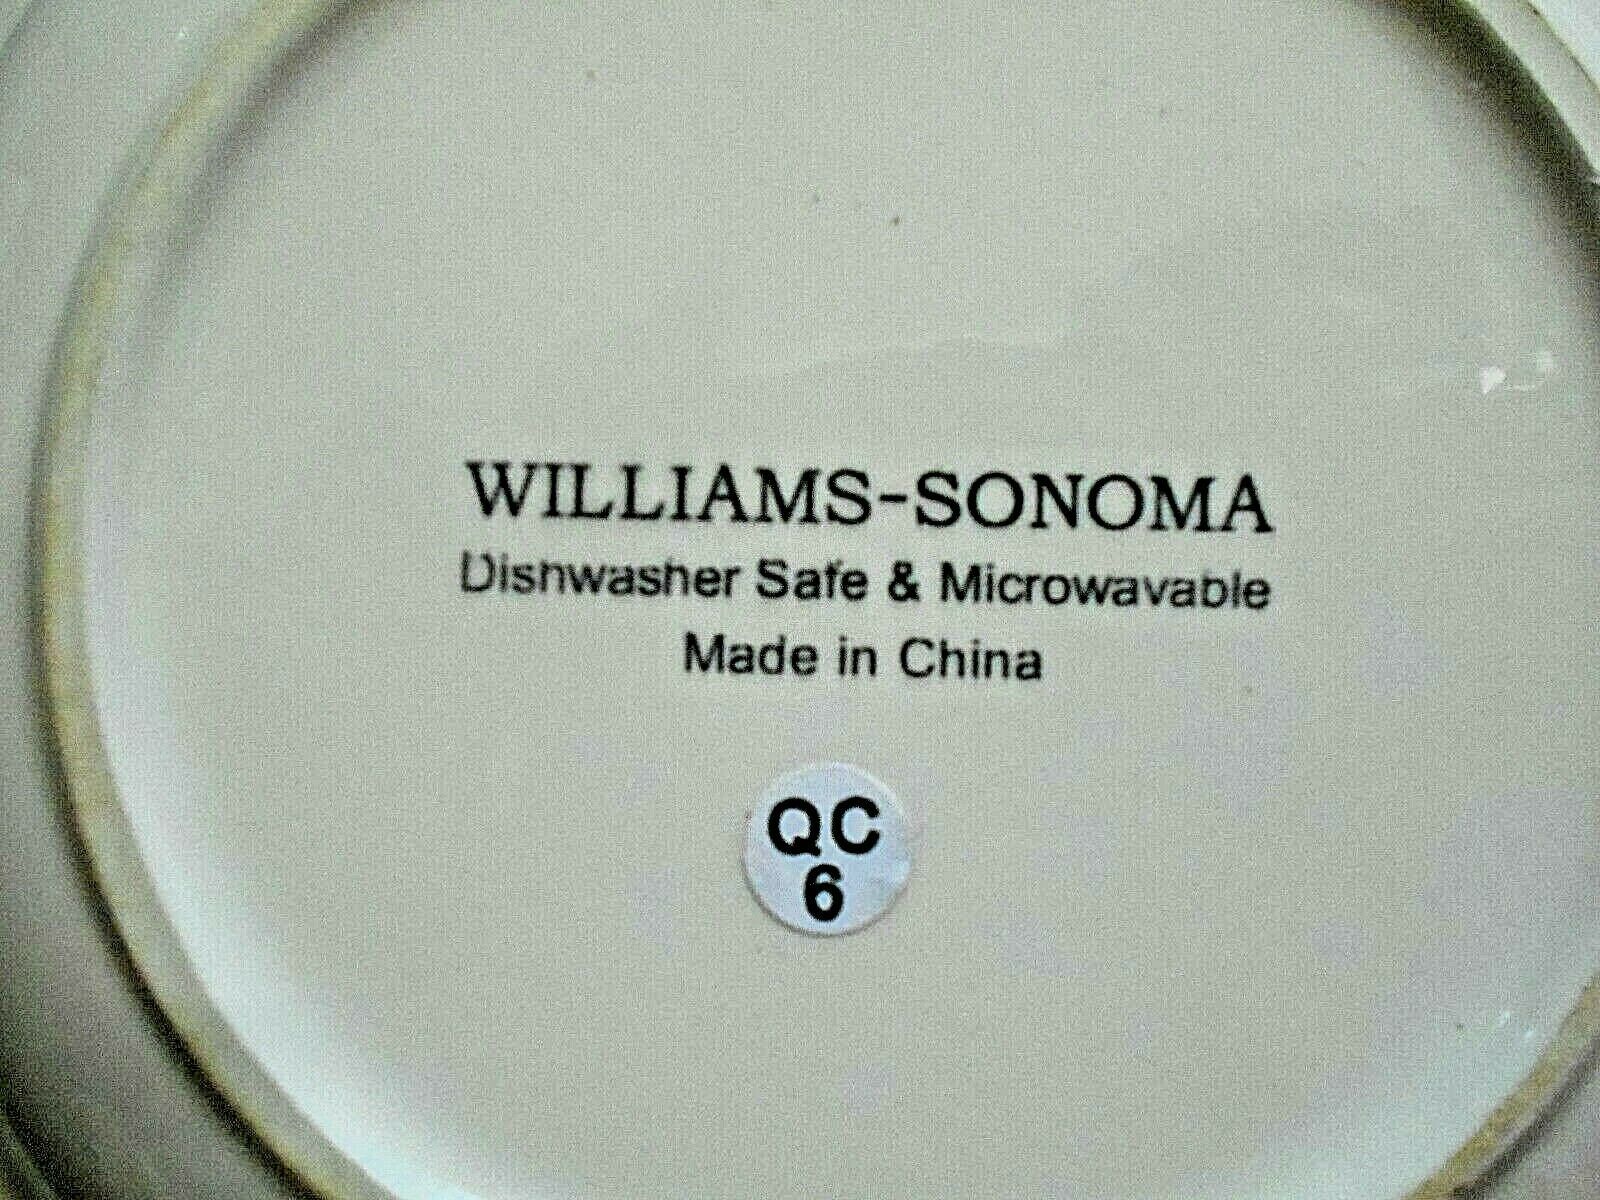 WILLIAMS-SONOMA
Dishwasher Safe & Microwavable
Made in China
QC
6